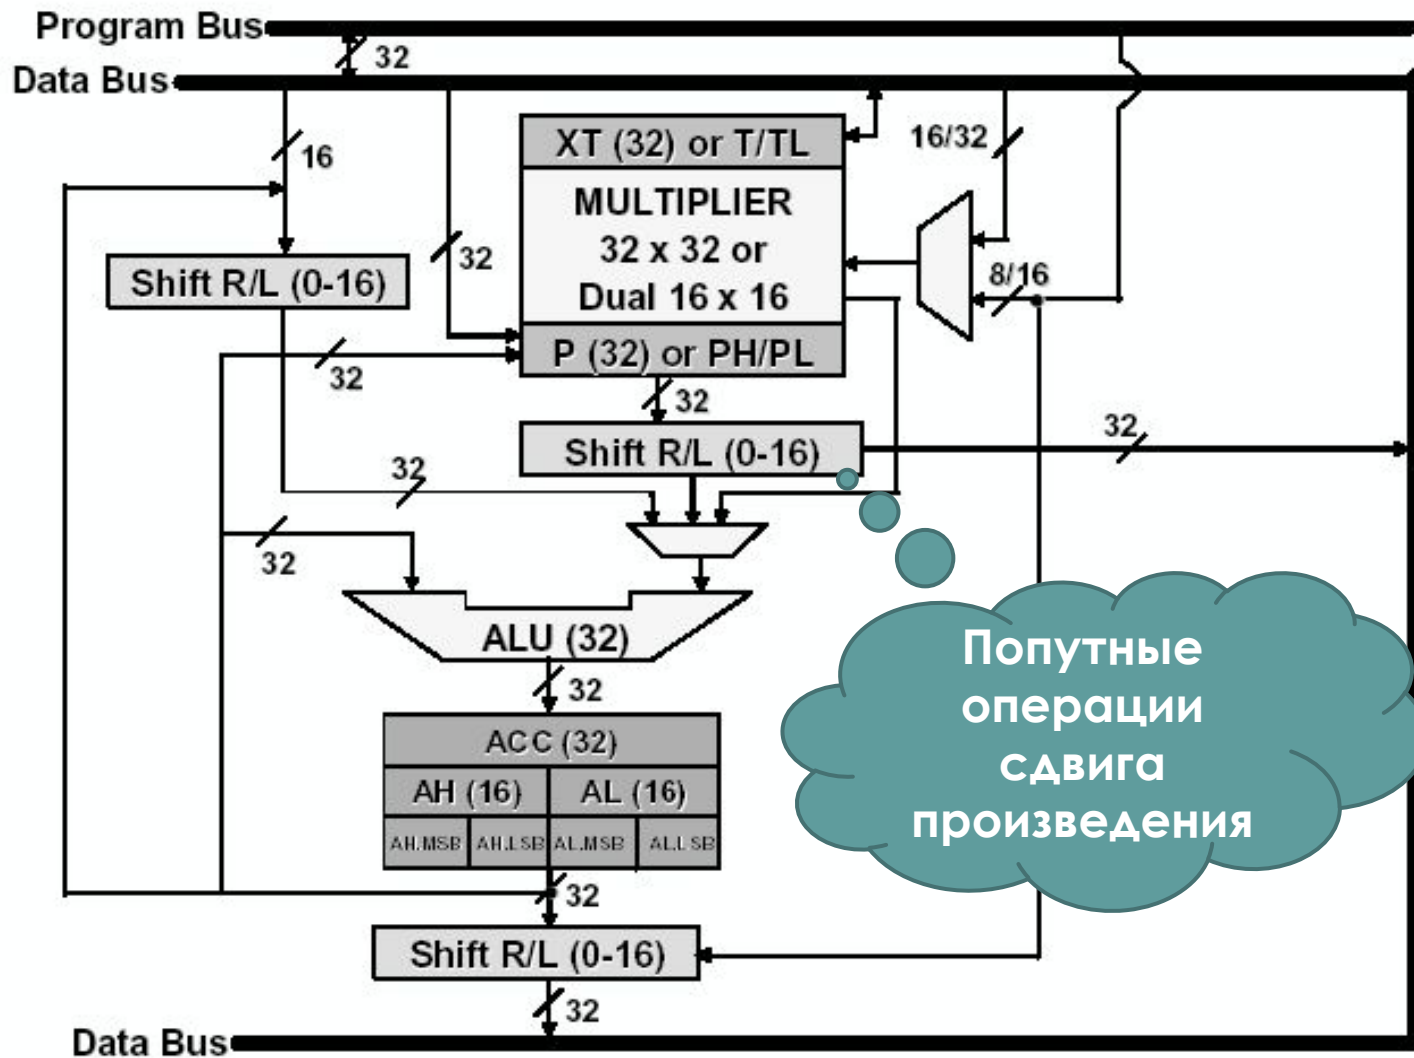 Program Bus
32
Data Bus
16
XT (32) or T/TL
16/32
MULTIPLIER
32 x 32 or
Dual 16 x 16
32
8/16
Shift R/L (0-16)
P (32) or PH/PL
32
32
Shift R/L (0-16)
32
32
32
ALU (32)
32
Попутные
операции
сдвига
произведения
ACC (32)
AH (16)
AL (16)
AH.MSB
AH.LSB
AL.MSB
AL.LSB
32
Shift R/L (0-16)
32
Data Bus